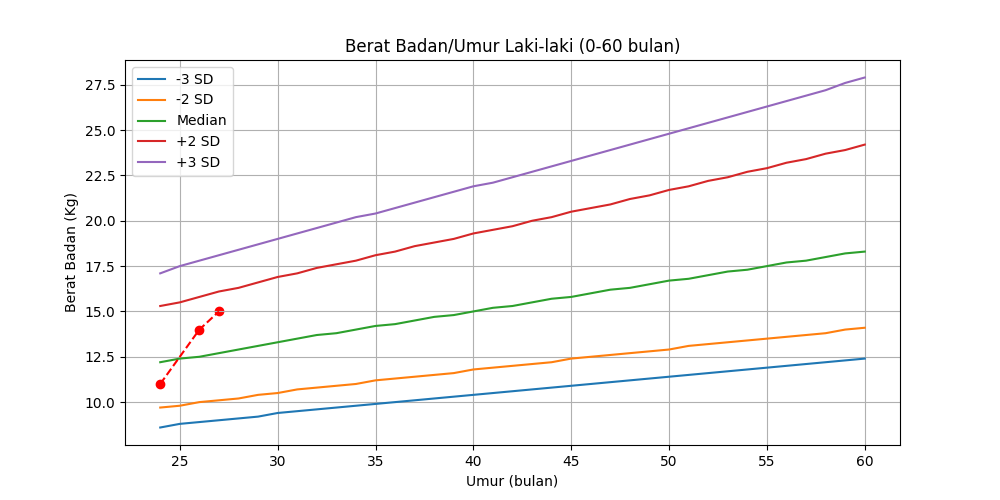 Berat Badan/Umur Laki-laki (0-60 bulan)
-3 SD
-2 SD
Median
+2 SD
+3 SD
Berat Badan (Kg)
27.5
25.0
22.5
20.0
17.5
15.0
12.5
10.0
25 30 35 40 45 50 55 60
Umur (bulan)